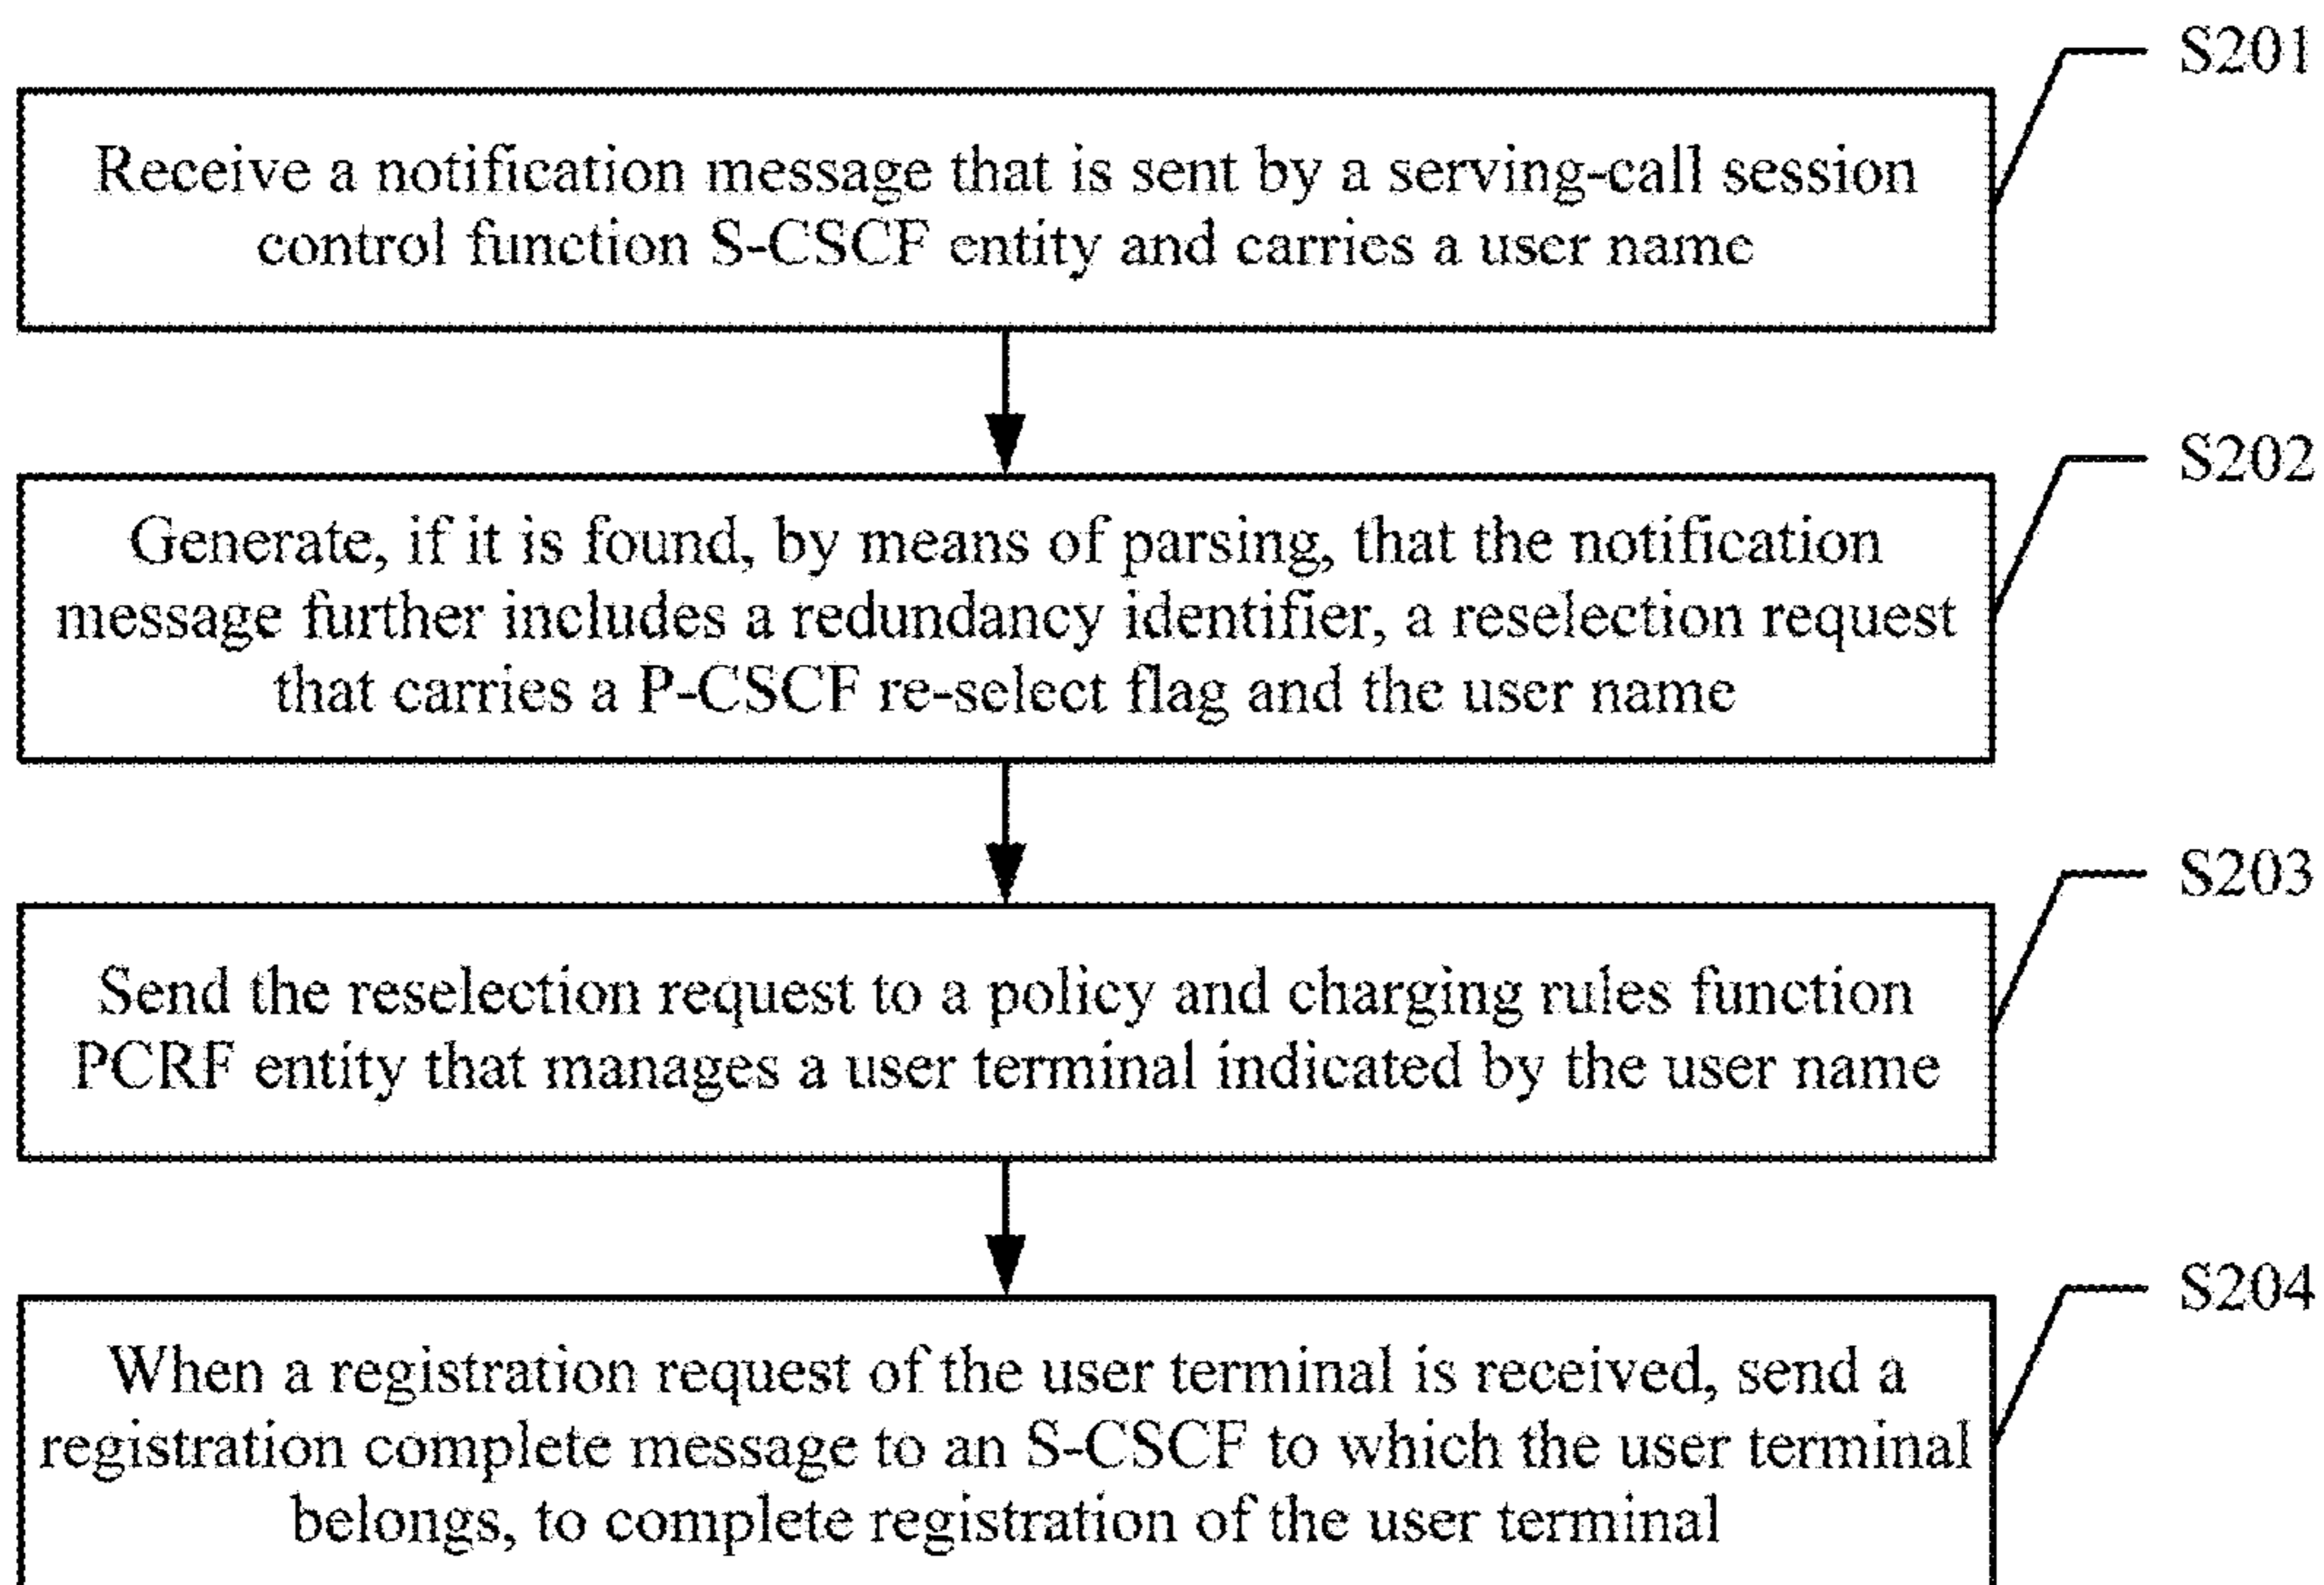 S201
Receive a notification message that is sent by a serving-call session
control function S-CSCF entity and carries a user name
S202
Generate, if it is found, by means of parsing, that the notification
message further includes a redundancy identifier, a reselection request
that carries a P-CSCF re-select flag and the user name
S203
Send the reselection request to a policy and charging rules function
PCRF entity that manages a user terminal indicated by the user name
S204
When a registration request of the user terminal is received, send a
registration complete message to an S-CSCF to which the user terminal
belongs, to complete registration of the user terminal